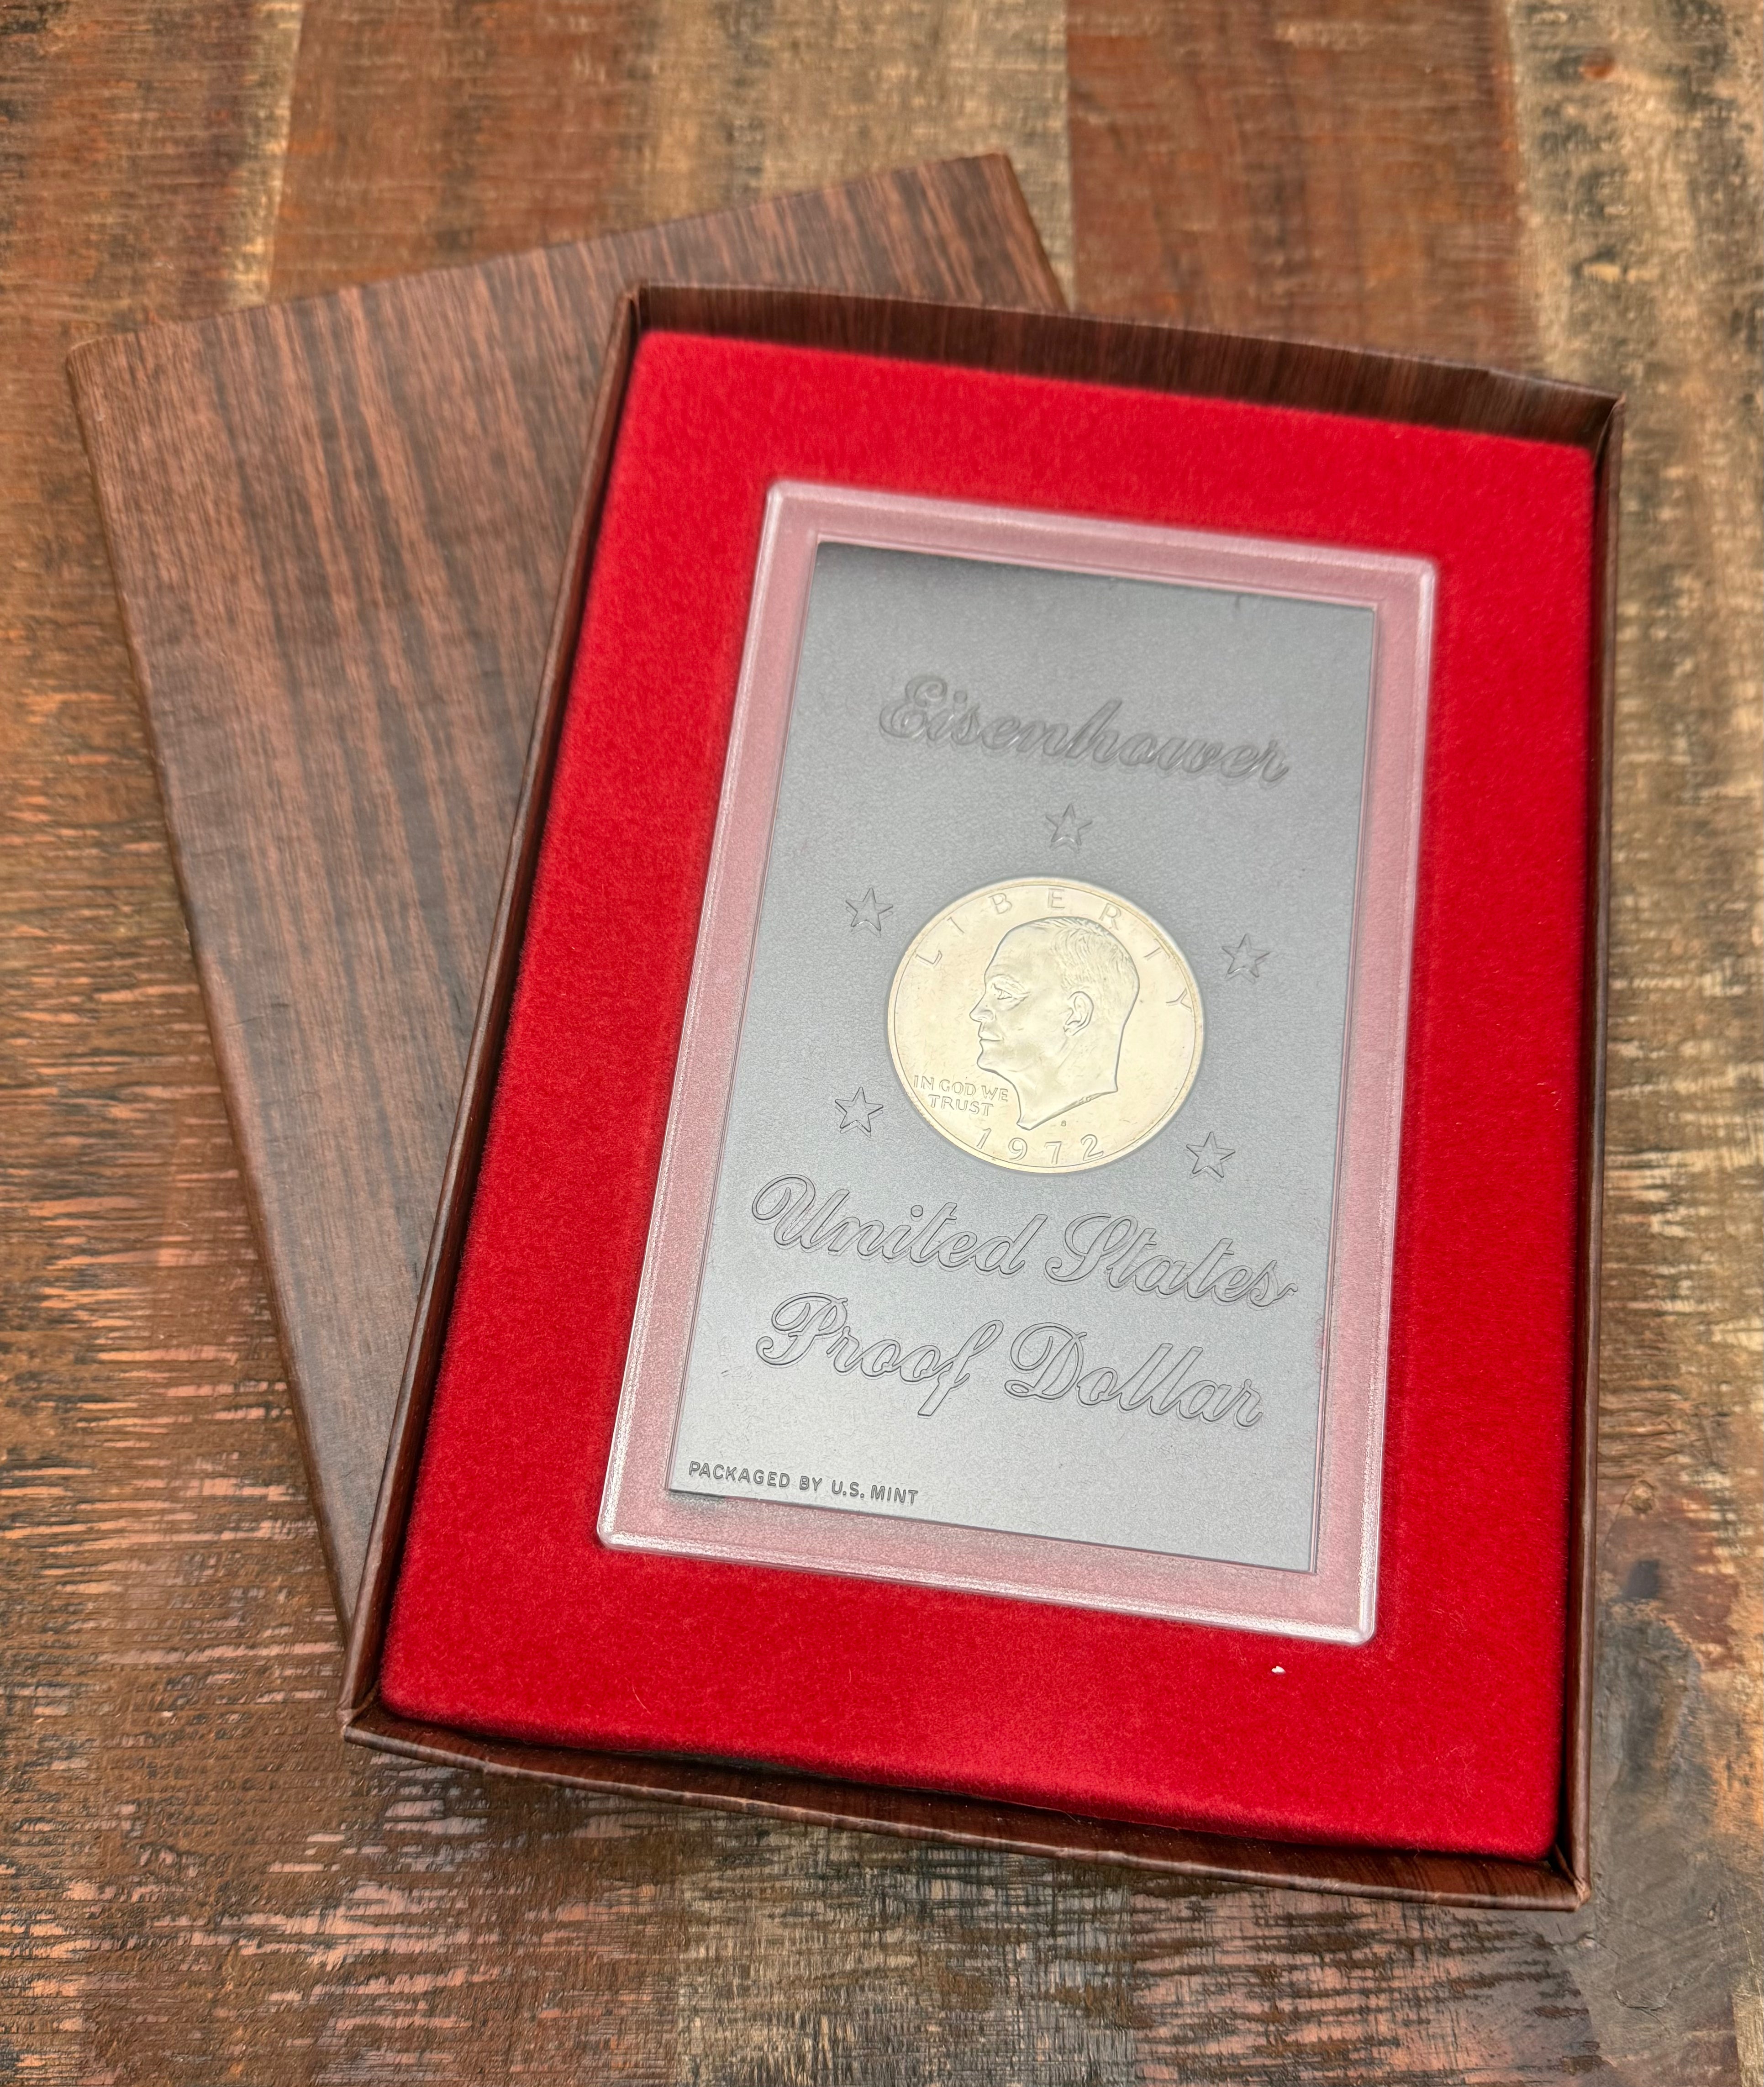 Eisenhower
LIBERTY
IN GOD WE
TRUST
1972
United States
Proof Dollar
PACKAGED BY U.S. MINT